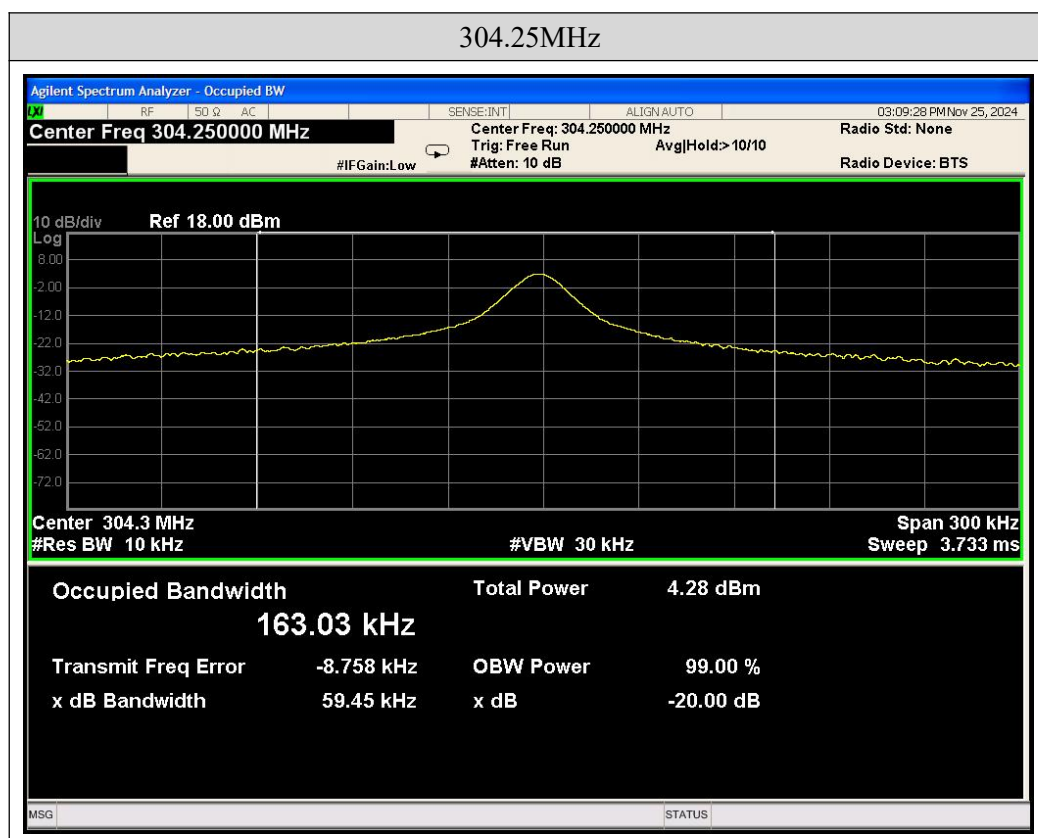 304.25MHz
Agilent Spectrum Analyzer - Occupied BW
LXI RF 50 Ω AC SENSE:INT ALIGN AUTO 03:09:28 PM Nov 25, 2024
Center Freq 304.250000 MHz Center Freq: 304.250000 MHz Radio Std: None
Trig: Free Run Avg|Hold:> 10/10
#IFGain:Low #Atten: 10 dB Radio Device: BTS
10 dB/div Ref 18.00 dBm
Log
8.00
-2.00
-12.0
-22.0
-32.0
-42.0
-52.0
-62.0
-72.0
Center 304.3 MHz Span 300 kHz
#Res BW 10 kHz #VBW 30 kHz Sweep 3.733 ms
Occupied Bandwidth Total Power 4.28 dBm
163.03 kHz
Transmit Freq Error -8.758 kHz OBW Power 99.00 %
x dB Bandwidth 59.45 kHz x dB -20.00 dB
MSG STATUS